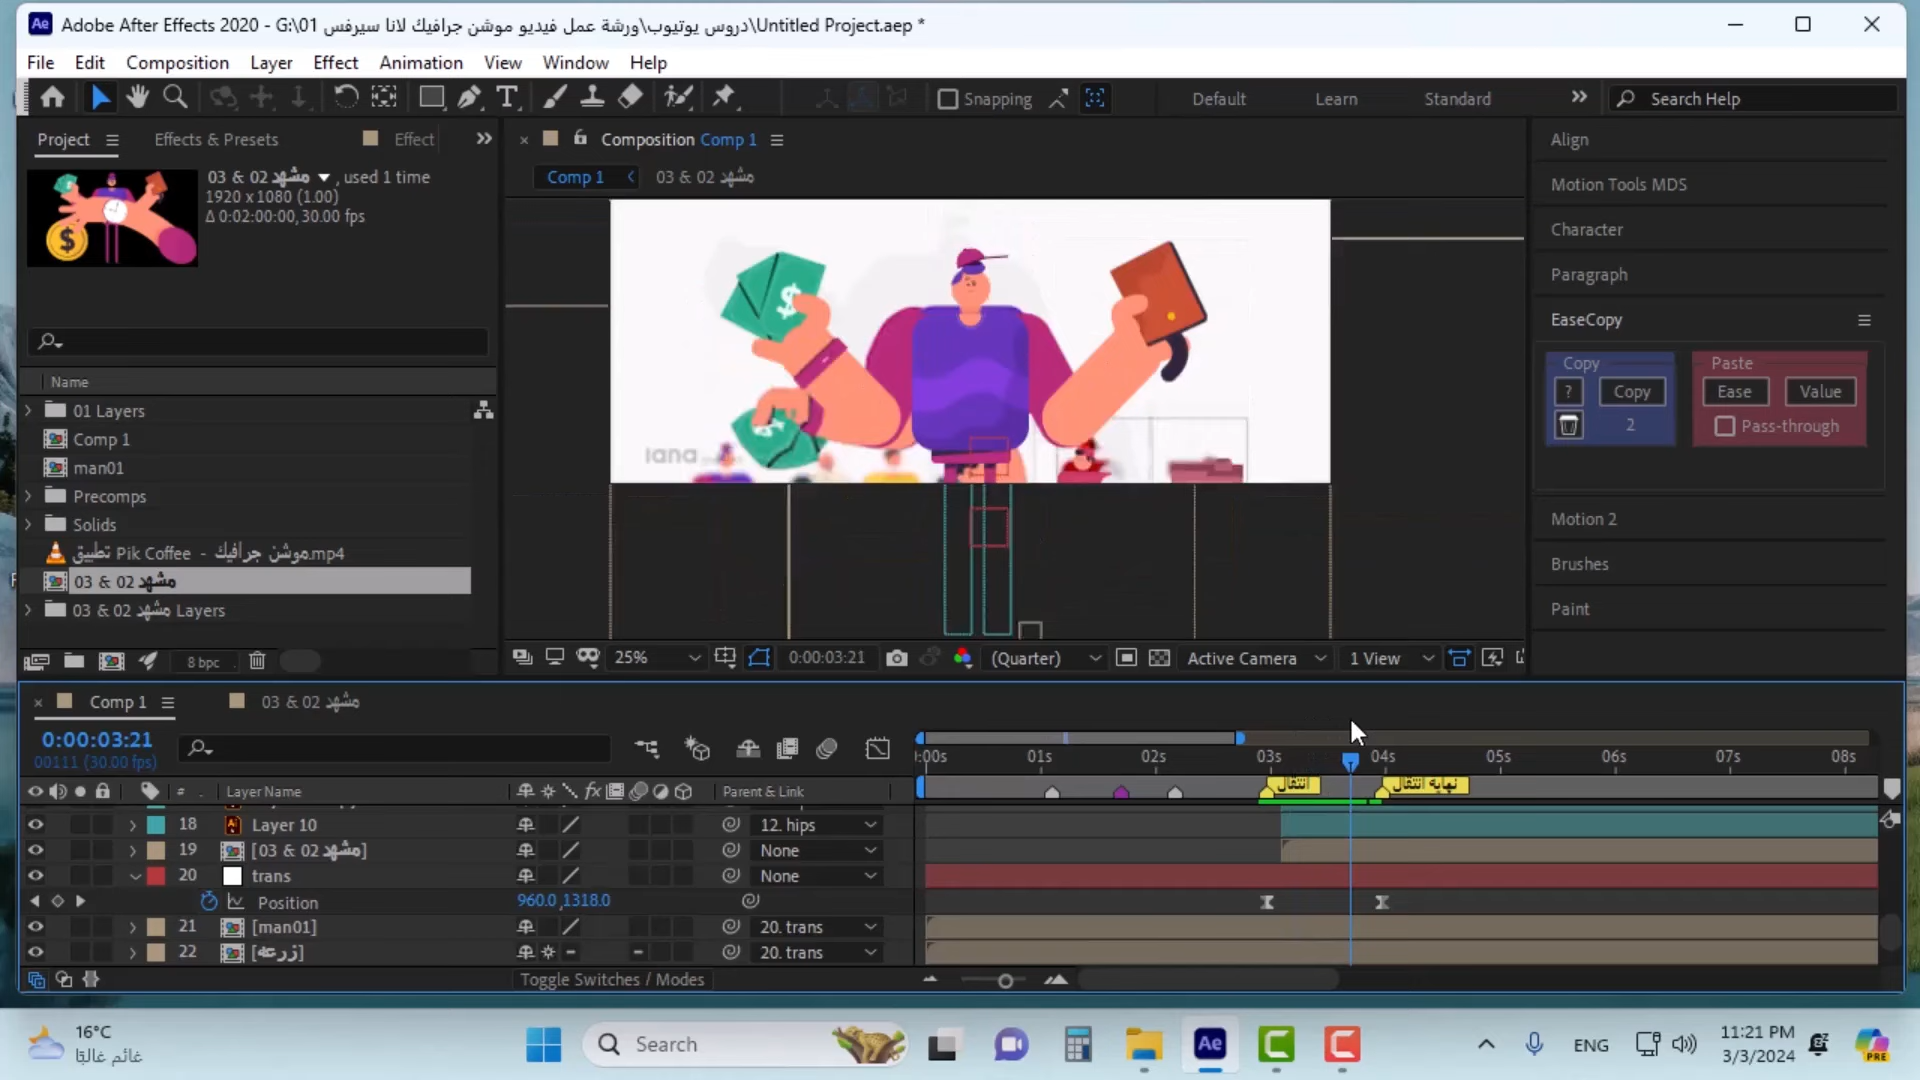 Adobe After Effects 2020 - G:\01 دروس يوتيوب\ورشة عمل فيديو موشن جرافيك لانا سيرفس\Untitled Project.aep *
File Edit Composition Layer Effect Animation View Window Help
Snapping Default Learn Standard Search Help
Project Effects & Presets Effect
Composition Comp 1
Comp 1 03 & 02 مشهد
03 & 02 مشهد , used 1 time
1920 x 1080 (1.00)
Δ 0:02:00:00, 30.00 fps
Name
01 Layers
Comp 1
man01
Precomps
Solids
تطبيق Pik Coffee - موشن جرافيك.mp4
03 & 02 مشهد
03 & 02 مشهد Layers
8 bpc
lana
25% 0:00:03:21 (Quarter) Active Camera 1 View
Align
Motion Tools MDS
Character
Paragraph
EaseCopy
Copy Paste
? Copy Ease Value
2 Pass-through
Motion 2
Brushes
Paint
Comp 1 03 & 02 مشهد
0:00:03:21
00111 (30.00 fps)
:00s 01s 02s 03s 04s 05s 06s 07s 08s
# Layer Name fx Parent & Link
انتقال نهاية انتقال
18 Layer 10 12. hips
19 [03 & 02 مشهد] None
20 trans None
Position 960.0,1318.0
21 [man01] 20. trans
22 [زرعة] 20. trans
Toggle Switches / Modes
16°C
غائم غالبًا
Search
Ae
ENG
11:21 PM
3/3/2024
PRE